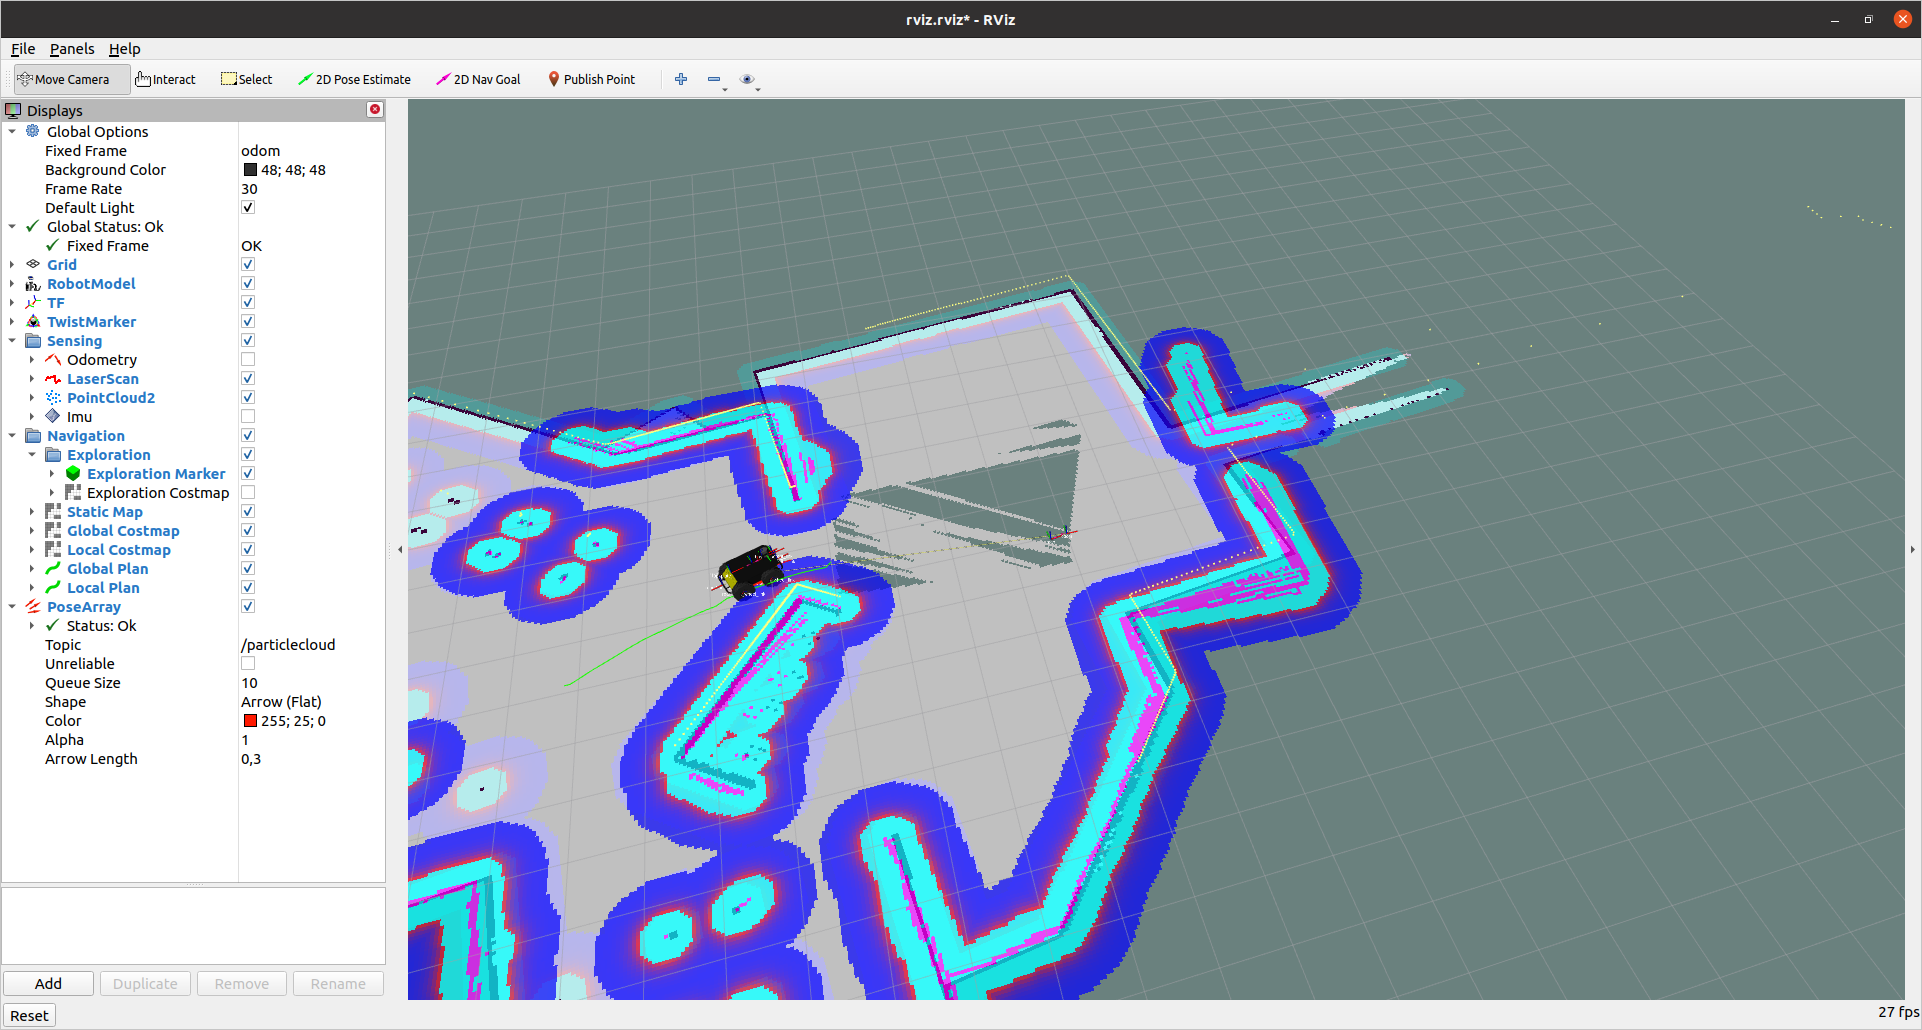 rviz.rviz* - RViz
File Panels Help
Move Camera Interact Select 2D Pose Estimate 2D Nav Goal Publish Point
Displays
Global Options
Fixed Frame odom
Background Color 48; 48; 48
Frame Rate 30
Default Light
Global Status: Ok
Fixed Frame OK
Grid
RobotModel
TF
TwistMarker
Sensing
Odometry
LaserScan
PointCloud2
Imu
Navigation
Exploration
Exploration Marker
Exploration Costmap
Static Map
Global Costmap
Local Costmap
Global Plan
Local Plan
PoseArray
Status: Ok
Topic /particlecloud
Unreliable
Queue Size 10
Shape Arrow (Flat)
Color 255; 25; 0
Alpha 1
Arrow Length 0,3
Add Duplicate Remove Rename
Reset
27 fps